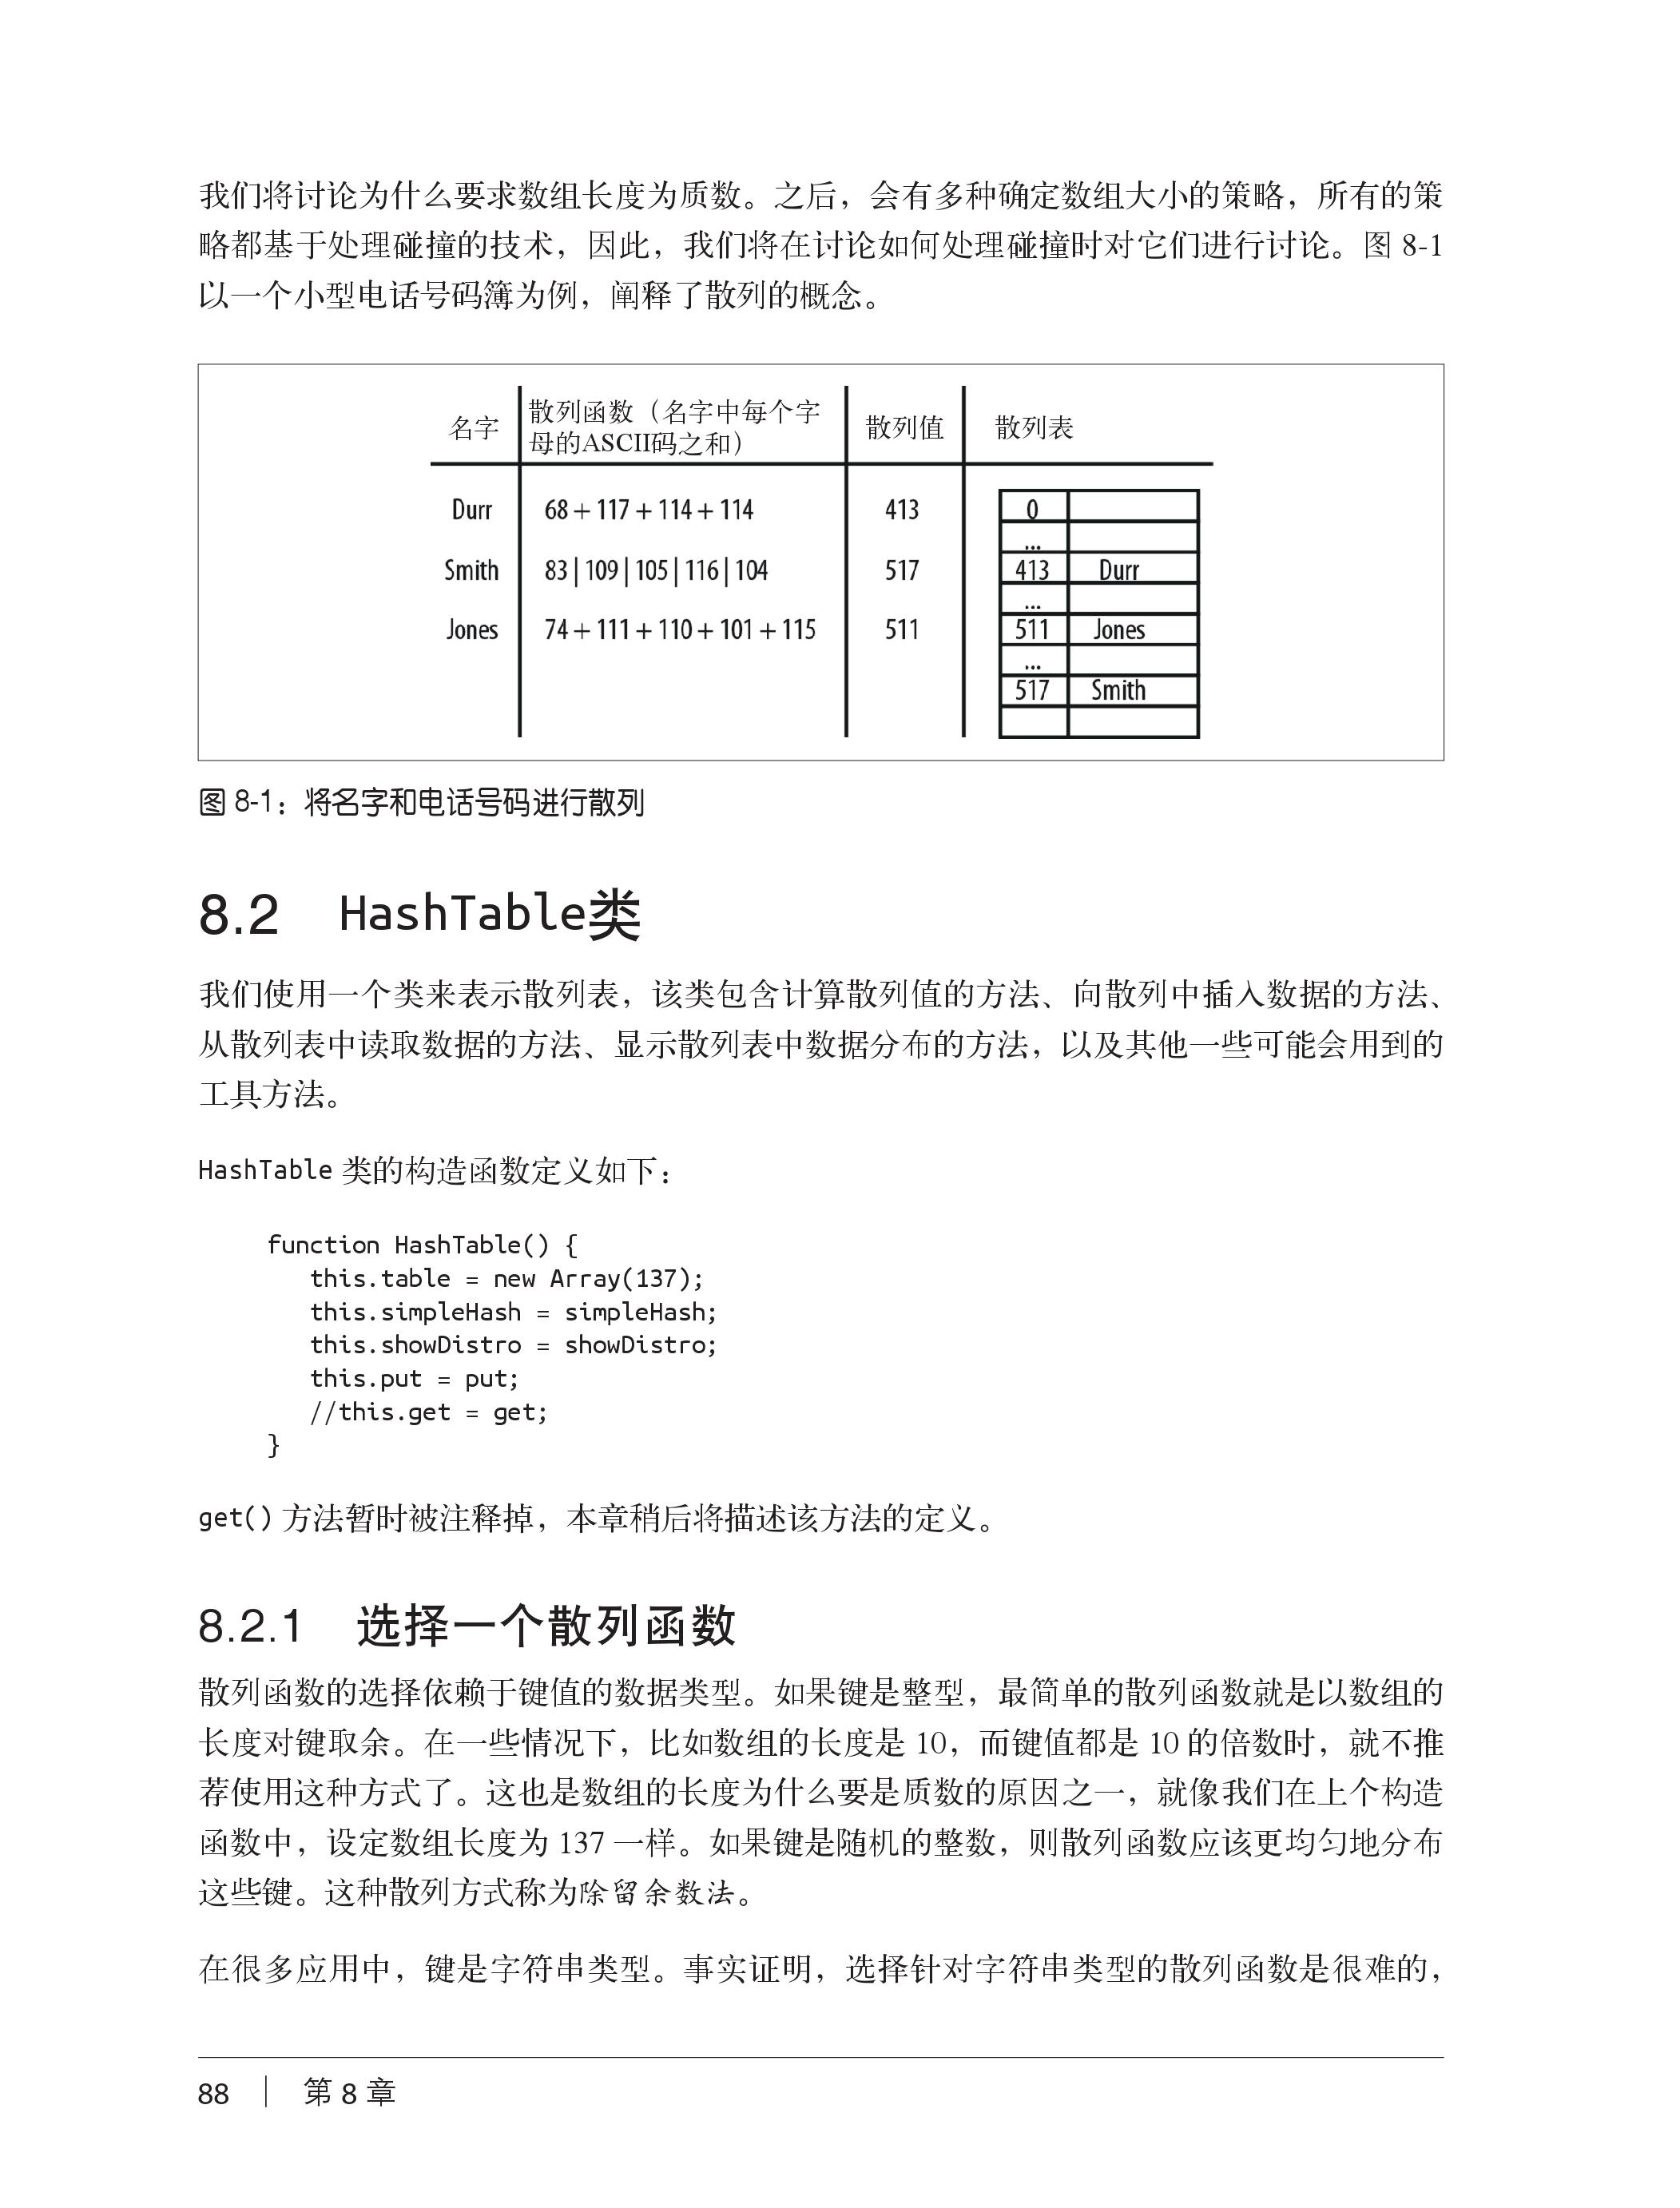 我们将讨论为什么要求数组长度为质数。之后，会有多种确定数组大小的策略，所有的策
略都基于处理碰撞的技术，因此，我们将在讨论如何处理碰撞时对它们进行讨论。图 8-1
以一个小型电话号码簿为例，阐释了散列的概念。
名字 散列函数（名字中每个字 散列值 散列表
母的ASCII码之和）
Durr 68 + 117 + 114 + 114 413 0
...
Smith 83 | 109 | 105 | 116 | 104 517 413 Durr
...
Jones 74 + 111 + 110 + 101 + 115 511 511 Jones
...
517 Smith
图 8-1：将名字和电话号码进行散列
8.2 HashTable类
我们使用一个类来表示散列表，该类包含计算散列值的方法、向散列中插入数据的方法、
从散列表中读取数据的方法、显示散列表中数据分布的方法，以及其他一些可能会用到的
工具方法。
HashTable 类的构造函数定义如下：
function HashTable() {
this.table = new Array(137);
this.simpleHash = simpleHash;
this.showDistro = showDistro;
this.put = put;
//this.get = get;
}
get() 方法暂时被注释掉，本章稍后将描述该方法的定义。
8.2.1 选择一个散列函数
散列函数的选择依赖于键值的数据类型。如果键是整型，最简单的散列函数就是以数组的
长度对键取余。在一些情况下，比如数组的长度是 10，而键值都是 10 的倍数时，就不推
荐使用这种方式了。这也是数组的长度为什么要是质数的原因之一，就像我们在上个构造
函数中，设定数组长度为 137 一样。如果键是随机的整数，则散列函数应该更均匀地分布
这些键。这种散列方式称为除留余数法。
在很多应用中，键是字符串类型。事实证明，选择针对字符串类型的散列函数是很难的，
88 | 第 8 章